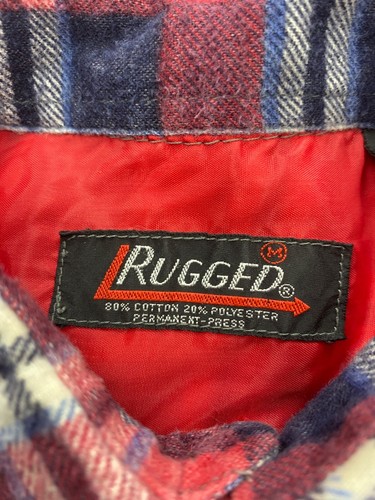 M
RUGGED®
80% COTTON 20% POLYESTER
PERMANENT-PRESS